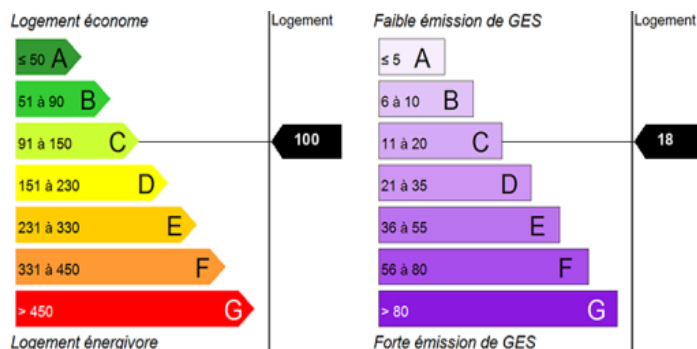 Logement économe
Logement
≤ 50 A
51 à 90 B
91 à 150 C
100
151 à 230 D
231 à 330 E
331 à 450 F
> 450 G
Logement énergivore
Faible émission de GES
Logement
≤ 5 A
6 à 10 B
11 à 20 C
18
21 à 35 D
36 à 55 E
56 à 80 F
> 80 G
Forte émission de GES